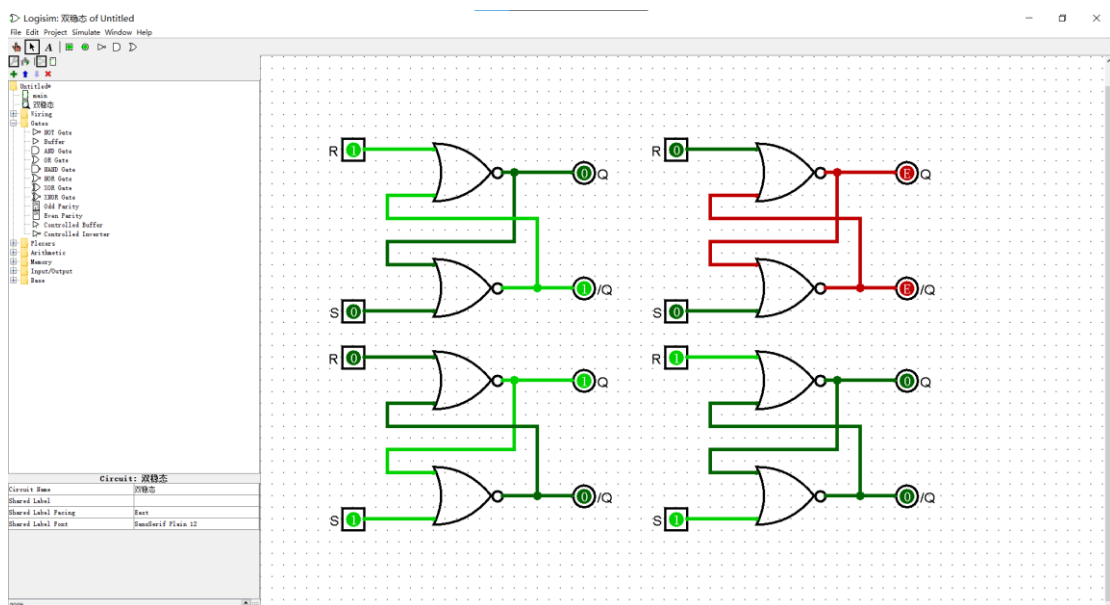 Logisim: 双稳态 of Untitled
File Edit Project Simulate Window Help
A
Untitled*
main
双稳态
Wiring
Gates
NOT Gate
Buffer
AND Gate
OR Gate
NAND Gate
NOR Gate
XOR Gate
XNOR Gate
Odd Parity
Even Parity
Controlled Buffer
Controlled Inverter
Plexers
Arithmetic
Memory
Input/Output
Base
Circuit: 双稳态
Circuit Name 双稳态
Shared Label
Shared Label Facing East
Shared Label Font SansSerif Plain 12
R 1
0 Q
1 /Q
S 0
R 0
E Q
E /Q
S 0
R 0
1 Q
0 /Q
S 1
R 1
0 Q
0 /Q
S 1